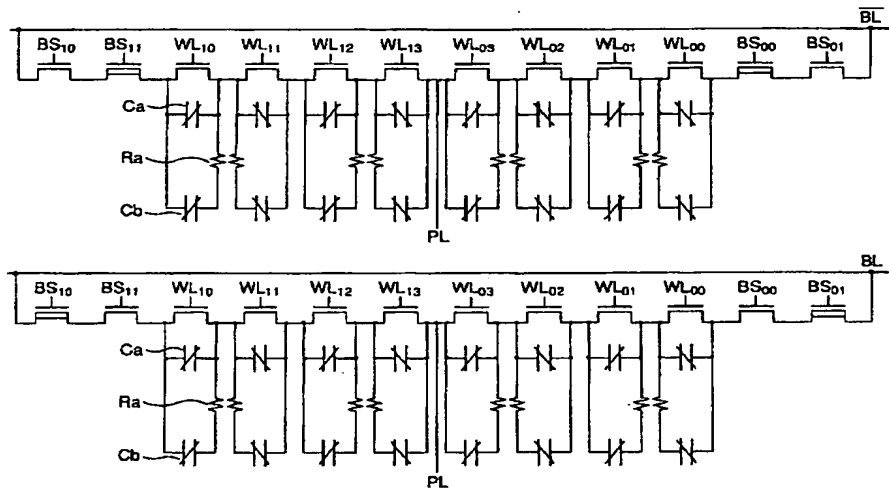 B̅L̅
BS₁₀ BS₁₁ WL₁₀ WL₁₁ WL₁₂ WL₁₃ WL₀₃ WL₀₂ WL₀₁ WL₀₀ BS₀₀ BS₀₁
Ca
Ra
Cb
PL
BL
BS₁₀ BS₁₁ WL₁₀ WL₁₁ WL₁₂ WL₁₃ WL₀₃ WL₀₂ WL₀₁ WL₀₀ BS₀₀ BS₀₁
Ca
Ra
Cb
PL